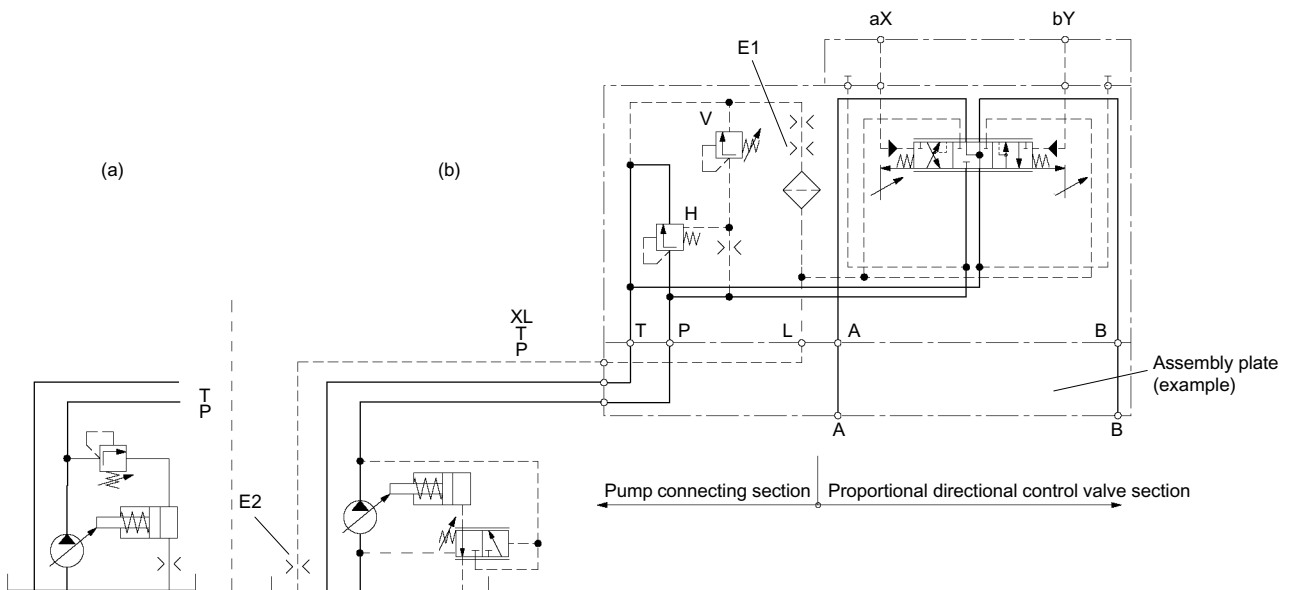 aX
bY
E1
V
(a)
(b)
H
XL
T
P
T
P
L
A
B
Assembly plate
(example)
T
P
A
B
E2
Pump connecting section
Proportional directional control valve section